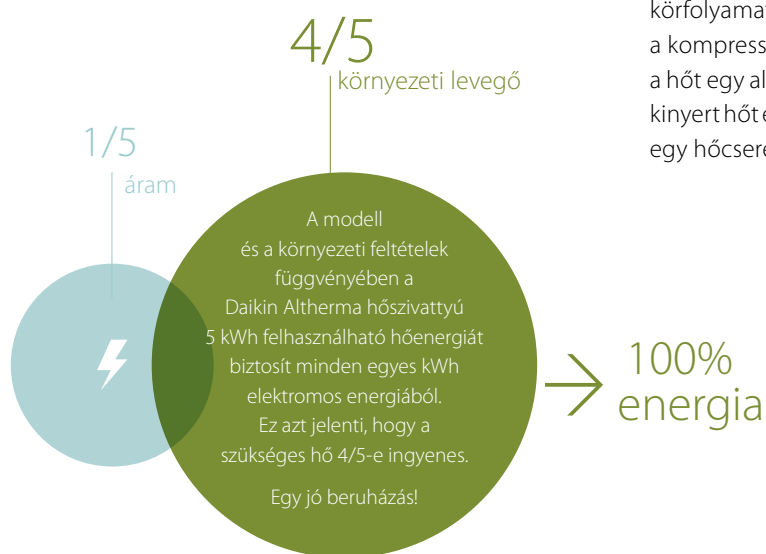 4/5
környezeti levegő
1/5
áram
A modell
és a környezeti feltételek
függvényében a
Daikin Altherma hőszivattyú
5 kWh felhasználható hőenergiát
biztosít minden egyes kWh
elektromos energiából.
Ez azt jelenti, hogy a
szükséges hő 4/5-e ingyenes.
Egy jó beruházás!
100%
energia
a kompress
a hőt egy al
kinyert hőt e
egy hőcsere